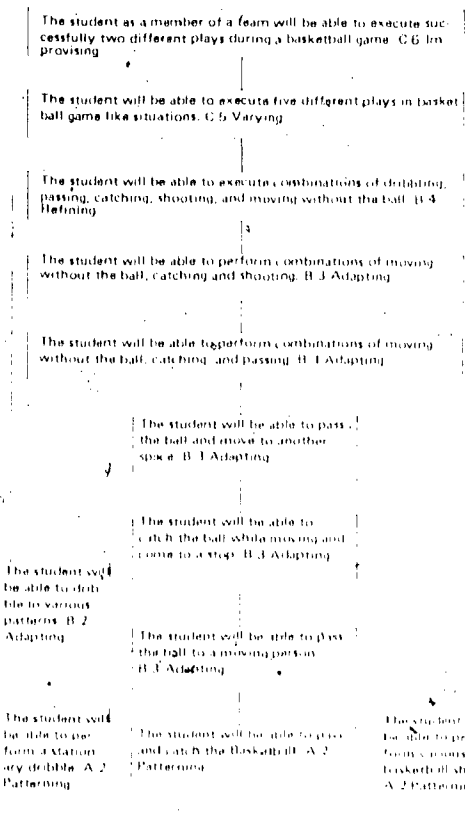 The student as a member of a team will be able to execute suc-
cessfully two different plays during a basketball game. C-6 Im
provising
The student will be able to execute five different plays in basket
ball game like situations. C-5 Varying
The student will be able to execute combinations of dribbling,
passing, catching, shooting, and moving without the ball. B-4
Refining
The student will be able to perform combinations of moving
without the ball, catching and shooting. B-3 Adapting
The student will be able to perform combinations of moving
without the ball, catching and passing. B-3 Adapting
The student will be able to pass
the ball and move to another
space. B-3 Adapting
The student will be able to
catch the ball while moving and
come to a stop. B-3 Adapting
The student will
be able to drib
ble in various
patterns. B-2
Adapting
The student will be able to pass
the ball to a moving person.
B-3 Adapting
The student will
be able to per
form a station
ary dribble. A-2
Patterning
The student will be able to pass
and catch the Basketball. A-2
Patterning
The student
be able to
basketball
A-2 Patterning